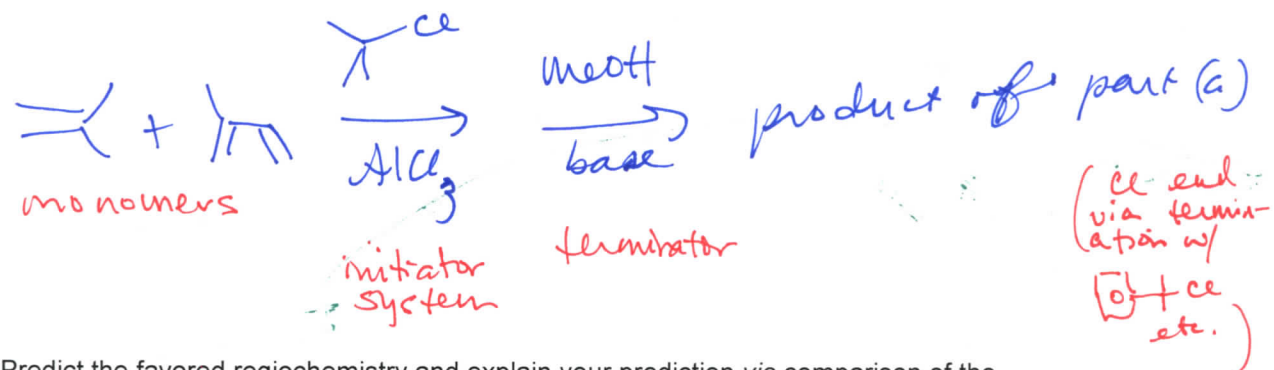 Cl
+
AlCl3
meOH
base
product of part (a)
monomers
initiator
system
terminator
(Cl end
via termin-
ation w/
Cl
etc. )
Predict the favored regiochemistry and explain your prediction via comparison of the